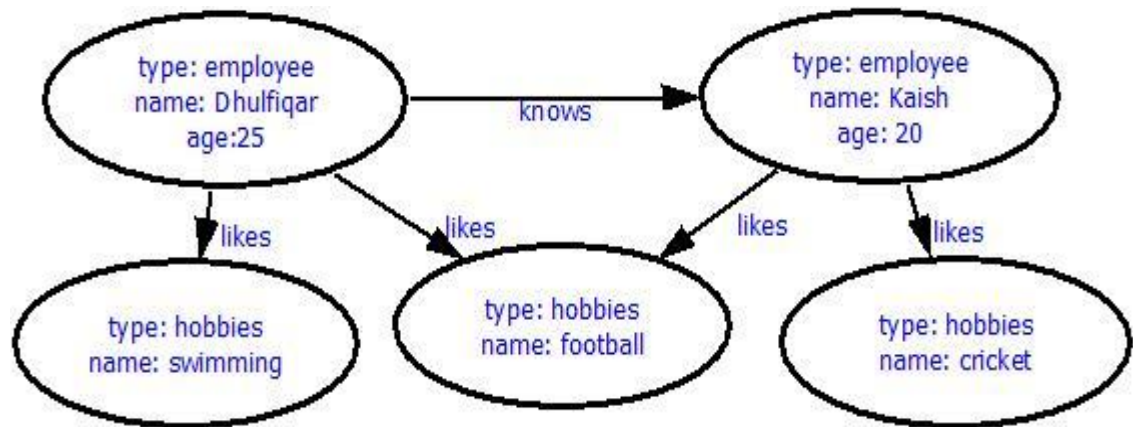 type: employee
name: Dhulfiqar
age:25
knows
type: employee
name: Kaish
age: 20
likes
likes
likes
likes
type: hobbies
name: swimming
type: hobbies
name: football
type: hobbies
name: cricket